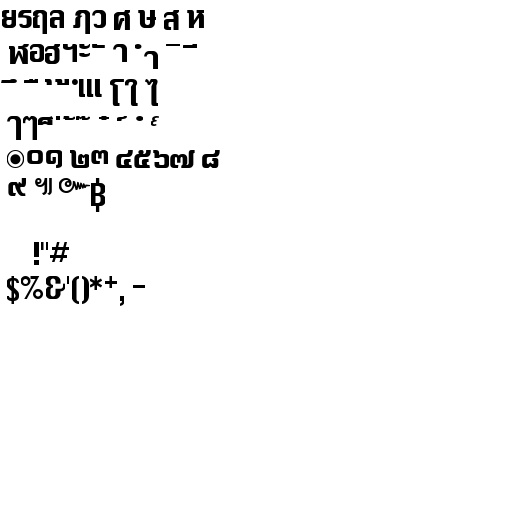 ยรฤล ฦว ศ ษ ส ห
ฬอฮฯะ า ำ
เแ โใ ไ
ๅๆ
๏๐๑ ๒๓ ๔๕๖๗ ๘
๙ ๚ ๛฿
!"#
$%&'()*+, -